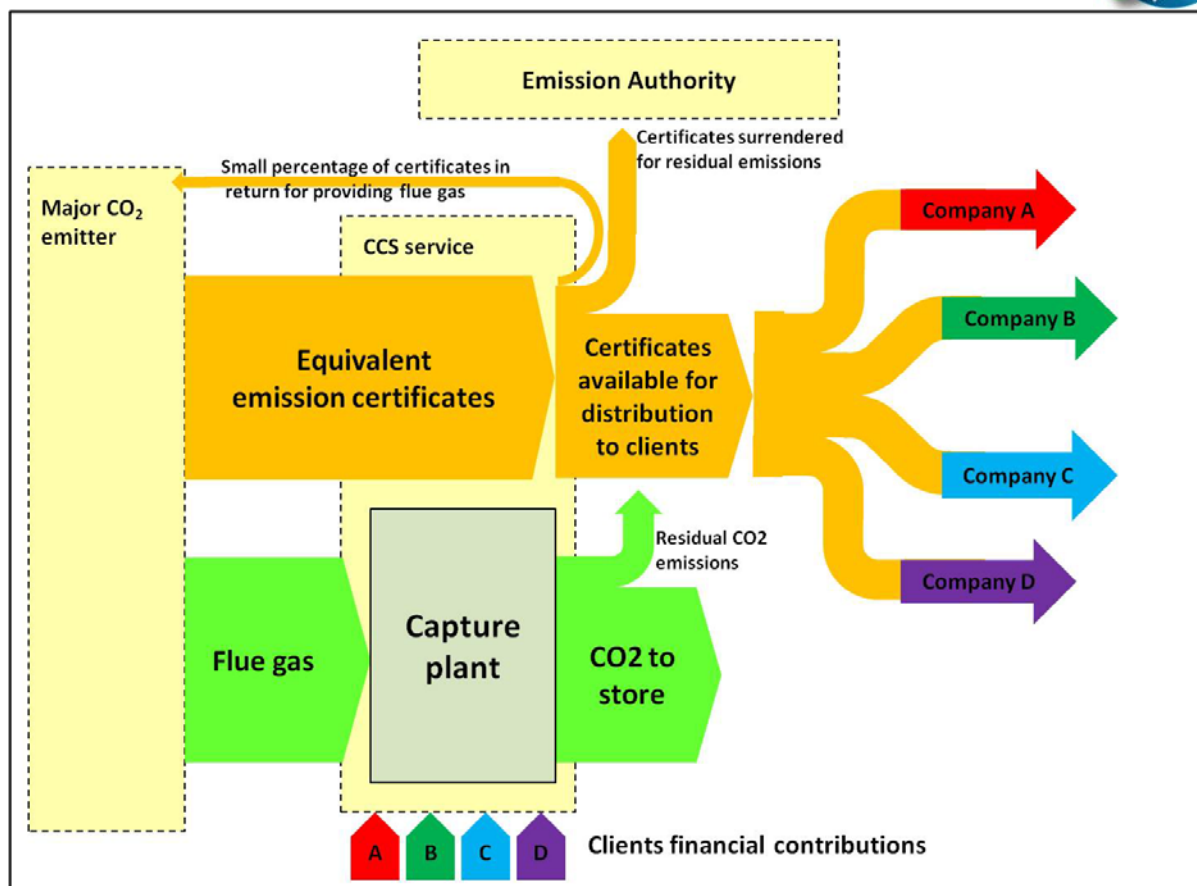 Emission Authority
Certificates surrendered
for residual emissions
Small percentage of certificates in
return for providing flue gas
Major CO₂
emitter
CCS service
Company A
Equivalent
emission certificates
Certificates
available for
distribution
to clients
Company B
Company C
Residual CO2
emissions
Company D
Flue gas
Capture
plant
CO2 to
store
A
B
C
D
Clients financial contributions